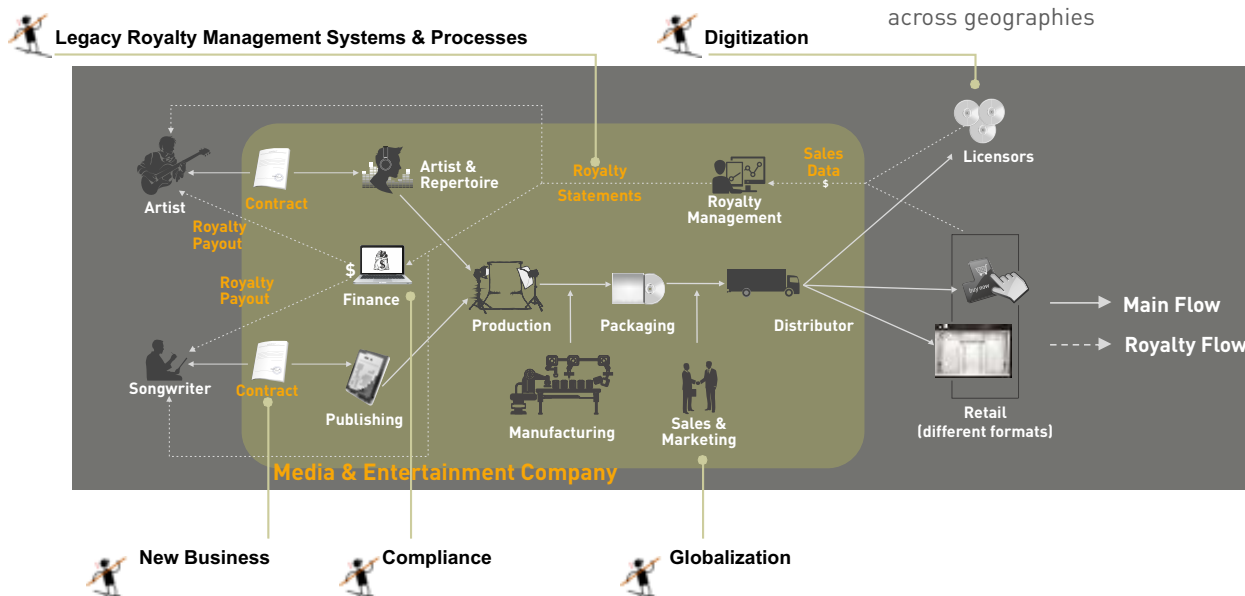 across geographies
Legacy Royalty Management Systems & Processes
Digitization
Artist
Contract
Artist &
Repertoire
Royalty
Statements
Royalty
Management
Sales
Data
$
Licensors
Royalty
Payout
Royalty
Payout
$
Finance
Production
Packaging
Distributor
buy now
Main Flow
Royalty Flow
Songwriter
Contract
Publishing
Manufacturing
Sales &
Marketing
Retail
(different formats)
Media & Entertainment Company
New Business
Compliance
Globalization